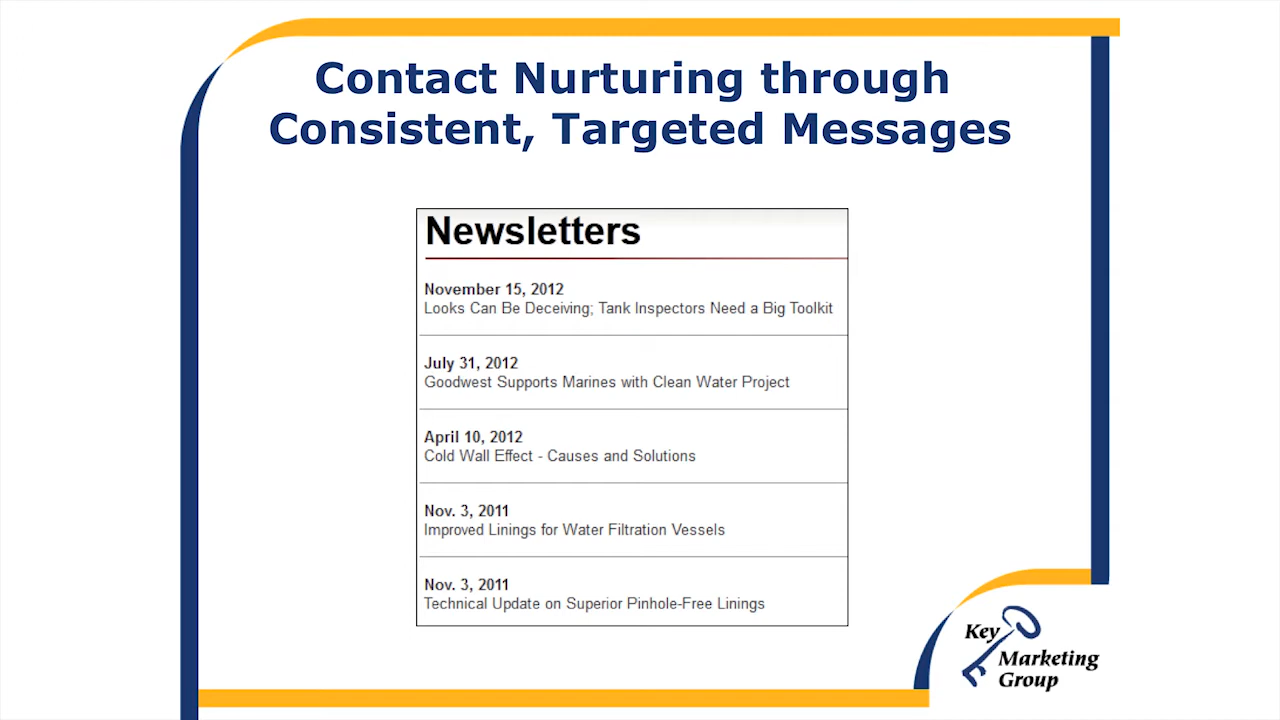 Contact Nurturing through
Consistent, Targeted Messages
Newsletters
November 15, 2012
Looks Can Be Deceiving; Tank Inspectors Need a Big Toolkit
July 31, 2012
Goodwest Supports Marines with Clean Water Project
April 10, 2012
Cold Wall Effect - Causes and Solutions
Nov. 3, 2011
Improved Linings for Water Filtration Vessels
Nov. 3, 2011
Technical Update on Superior Pinhole-Free Linings
Key
Marketing
Group